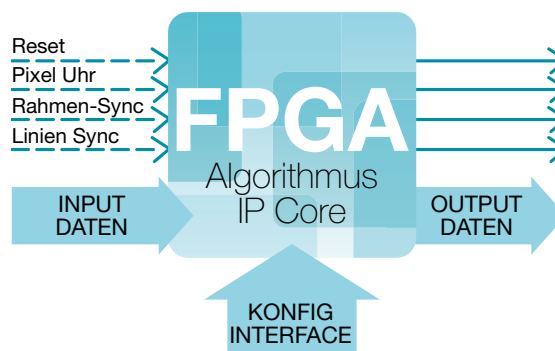 Reset
Pixel Uhr
Rahmen-Sync
Linien Sync
FPGA
Algorithmus
IP Core
INPUT
DATEN
OUTPUT
DATEN
KONFIG
INTERFACE